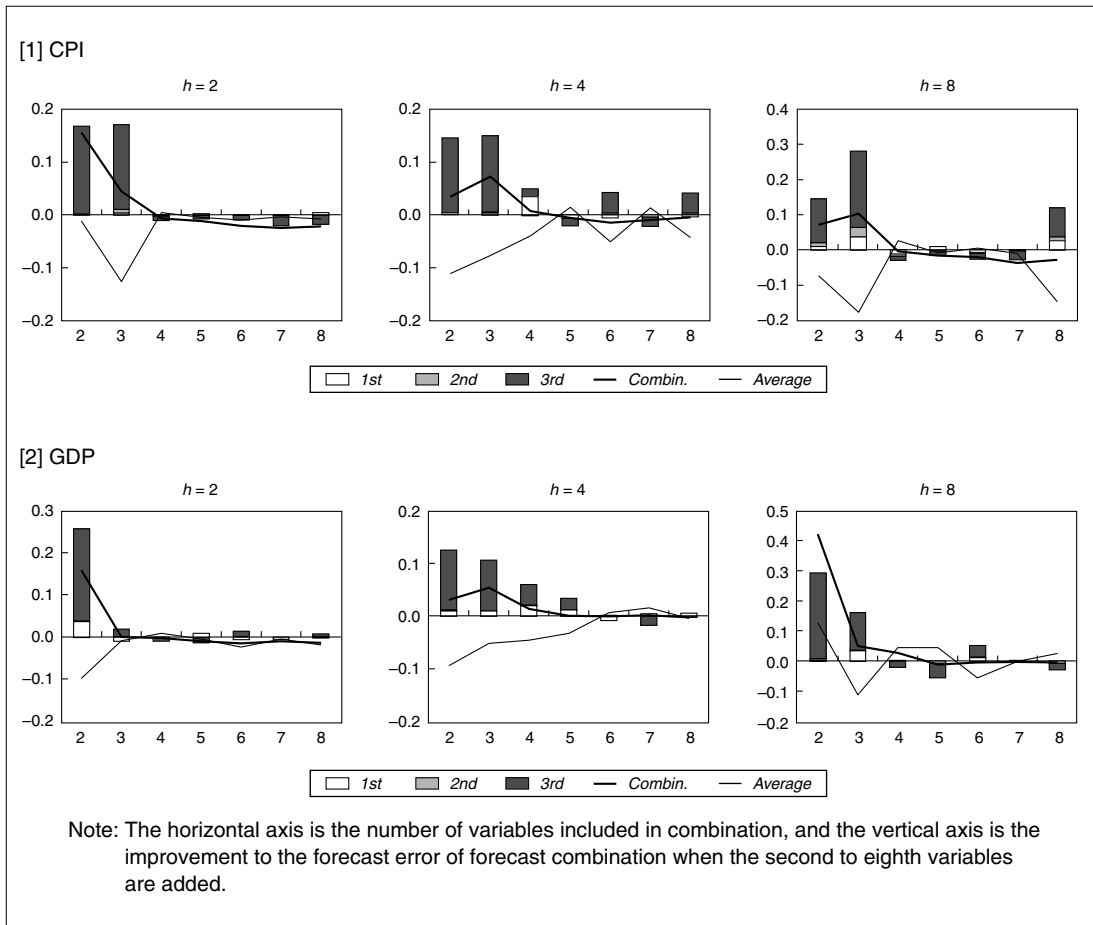 [1] CPI
h = 2
h = 4
h = 8
0.2
0.1
0.0
–0.1
–0.2
2 3 4 5 6 7 8
0.2
0.1
0.0
–0.1
–0.2
2 3 4 5 6 7 8
0.4
0.3
0.2
0.1
0.0
–0.1
–0.2
2 3 4 5 6 7 8
1st 2nd 3rd Combin. Average
[2] GDP
h = 2
h = 4
h = 8
0.3
0.2
0.1
0.0
–0.1
–0.2
2 3 4 5 6 7 8
0.2
0.1
0.0
–0.1
–0.2
2 3 4 5 6 7 8
0.5
0.4
0.3
0.2
0.1
0.0
–0.1
–0.2
2 3 4 5 6 7 8
1st 2nd 3rd Combin. Average
Note: The horizontal axis is the number of variables included in combination, and the vertical axis is the
improvement to the forecast error of forecast combination when the second to eighth variables
are added.